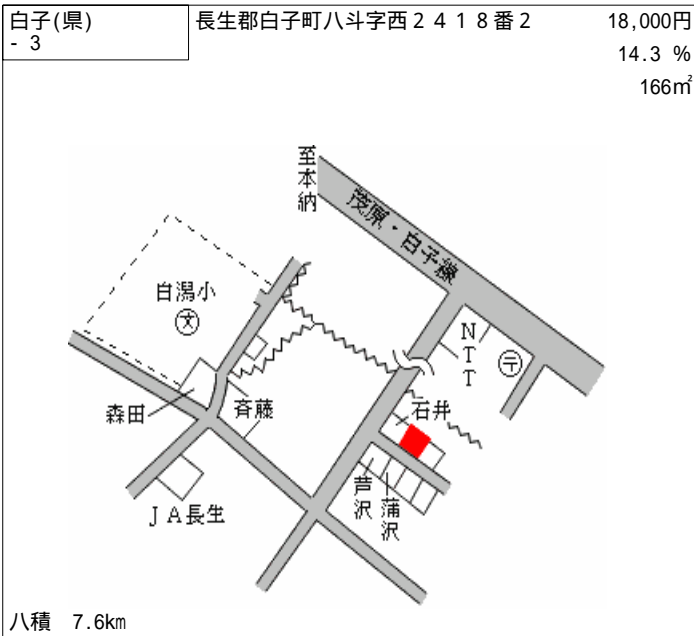 白子(県)
- 3
長生郡白子町八斗字西2418番2
18,000円
14.3 %
166㎡
至本納
茂原・白子線
白潟小
文
NTT
〒
石井
森田
斉藤
芦沢
蒲沢
JA長生
八積 7.6km